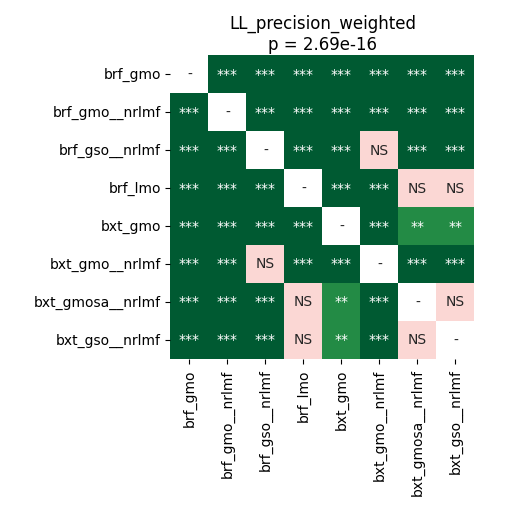 LL_precision_weighted
p = 2.69e-16
brf_gmo - *** *** *** *** *** *** ***
brf_gmo__nrlmf *** - *** *** *** *** *** ***
brf_gso__nrlmf *** *** - *** *** NS *** ***
brf_lmo *** *** *** - *** *** NS NS
bxt_gmo *** *** *** *** - *** ** **
bxt_gmo__nrlmf *** *** NS *** *** - *** ***
bxt_gmosa__nrlmf *** *** *** NS ** *** - NS
bxt_gso__nrlmf *** *** *** NS ** *** NS -
brf_gmo
brf_gmo__nrlmf
brf_gso__nrlmf
brf_lmo
bxt_gmo
bxt_gmo__nrlmf
bxt_gmosa__nrlmf
bxt_gso__nrlmf